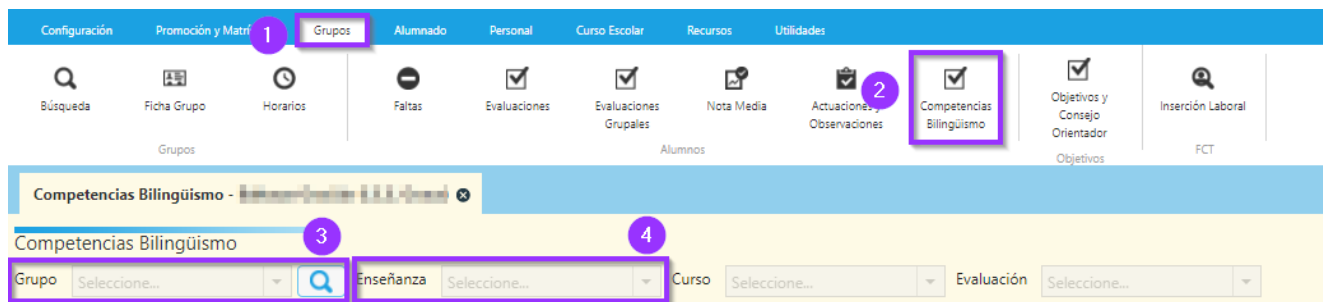 Configuración Promoción y Matrí 1 Grupos Alumnado Personal Curso Escolar Recursos Utilidades
Búsqueda Ficha Grupo Horarios Faltas Evaluaciones Evaluaciones Grupales Nota Media Actuaciones y Observaciones 2 Competencias Bilingüismo Objetivos y Consejo Orientador Inserción Laboral
Grupos Alumnos Objetivos FCT
Competencias Bilingüismo -
Competencias Bilingüismo 3 4
Grupo Seleccione... Enseñanza Seleccione... Curso Seleccione... Evaluación Seleccione...